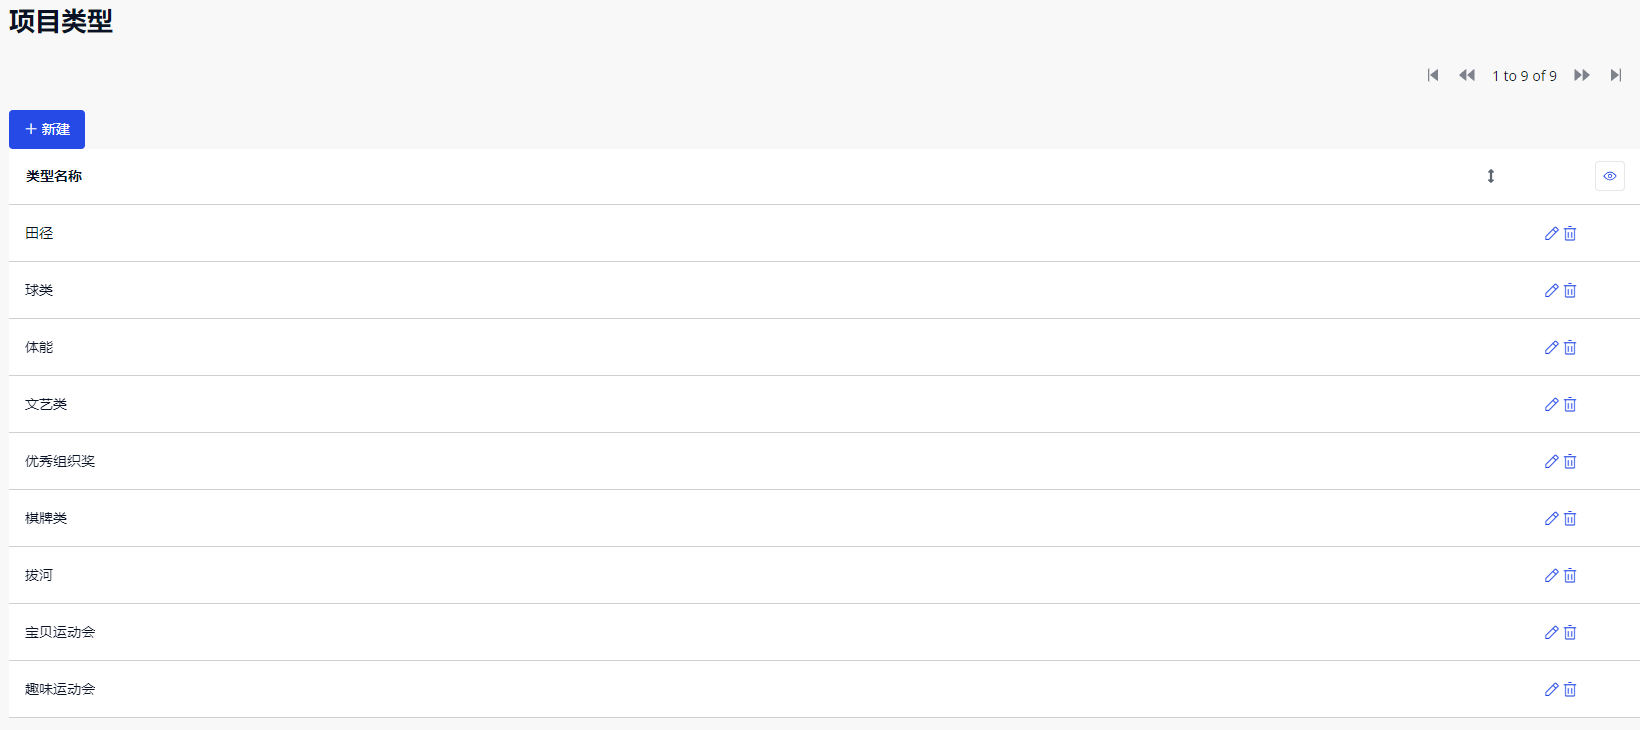 项目类型
1 to 9 of 9
新建
类型名称
田径
球类
体能
文艺类
优秀组织奖
棋牌类
拔河
宝贝运动会
趣味运动会